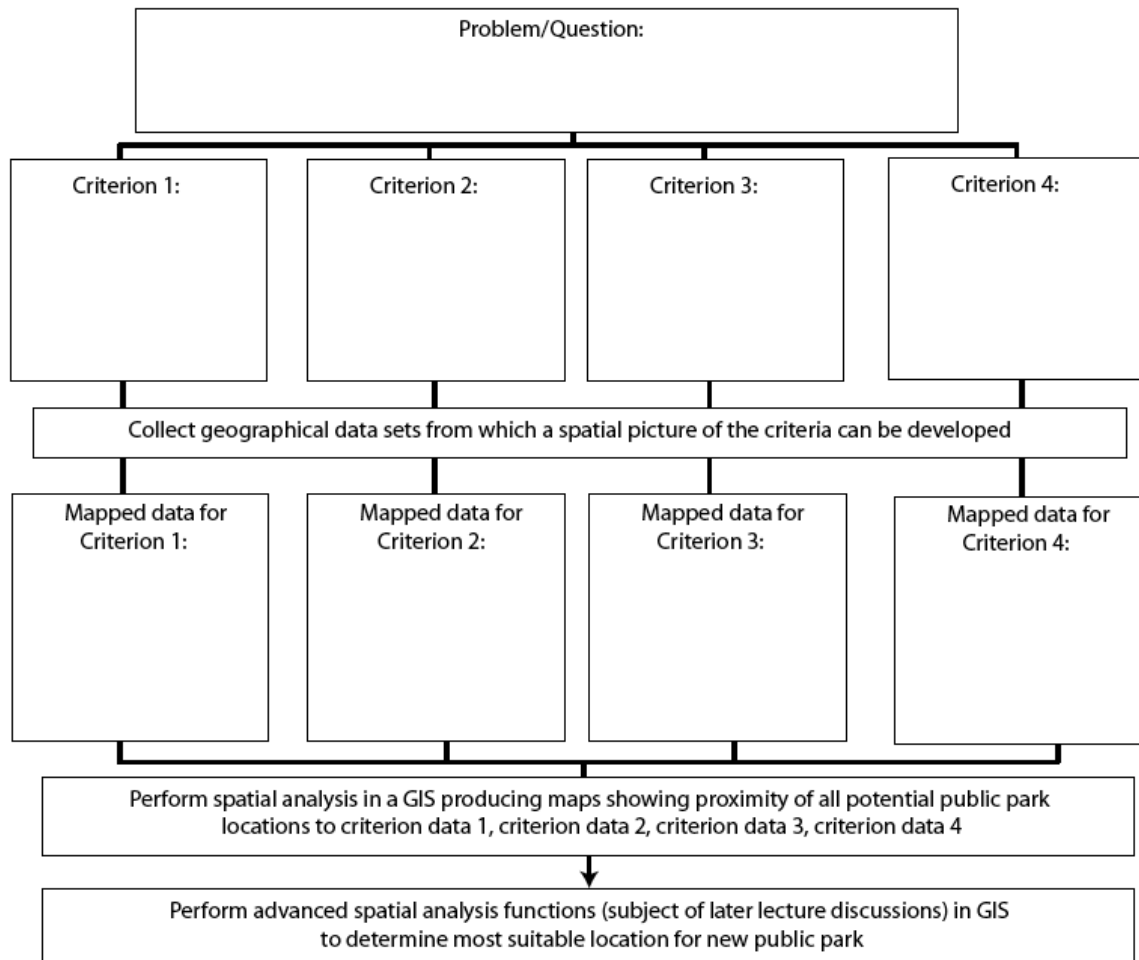 Problem/Question:
Criterion 1:
Criterion 2:
Criterion 3:
Criterion 4:
Collect geographical data sets from which a spatial picture of the criteria can be developed
Mapped data for
Criterion 1:
Mapped data for
Criterion 2:
Mapped data for
Criterion 3:
Mapped data for
Criterion 4:
Perform spatial analysis in a GIS producing maps showing proximity of all potential public park
locations to criterion data 1, criterion data 2, criterion data 3, criterion data 4
Perform advanced spatial analysis functions (subject of later lecture discussions) in GIS
to determine most suitable location for new public park